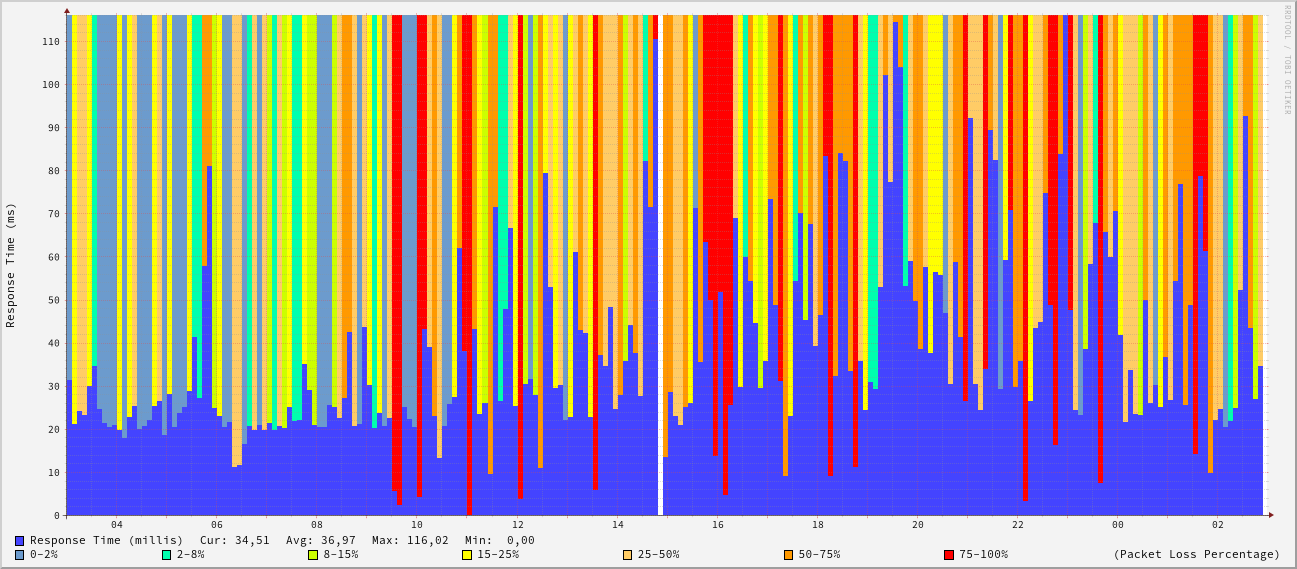 RRDTOOL / TOBI OETIKER
Response Time (ms)
110
100
90
80
70
60
50
40
30
20
10
0
04 06 08 10 12 14 16 18 20 22 00 02
Response Time (millis) Cur: 34,51 Avg: 36,97 Max: 116,02 Min: 0,00
0-2% 2-8% 8-15% 15-25% 25-50% 50-75% 75-100% (Packet Loss Percentage)